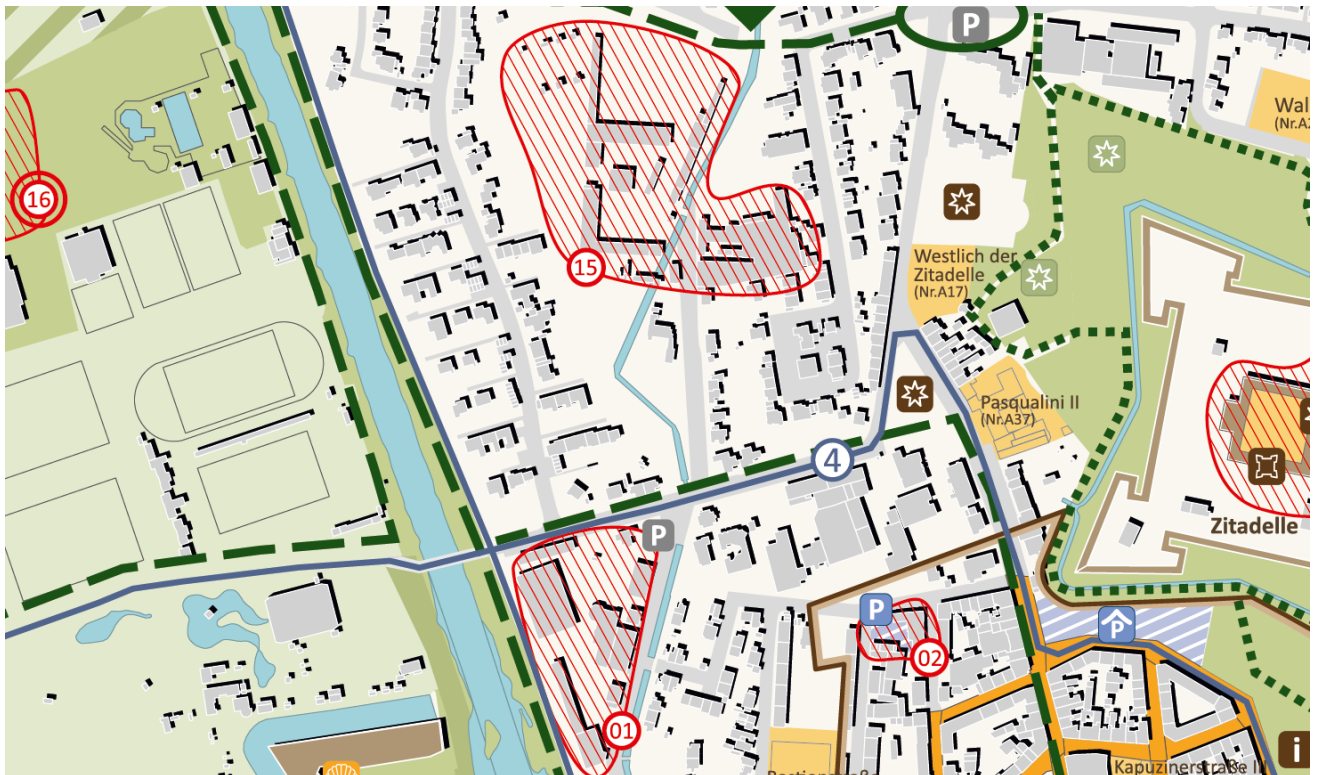 P
Wal
(Nr.A2
16
15
Westlich der
Zitadelle
(Nr.A17)
Pasqualini II
(Nr.A37)
4
Zitadelle
P
P
P
02
01
i
Kapuzinerstraße II